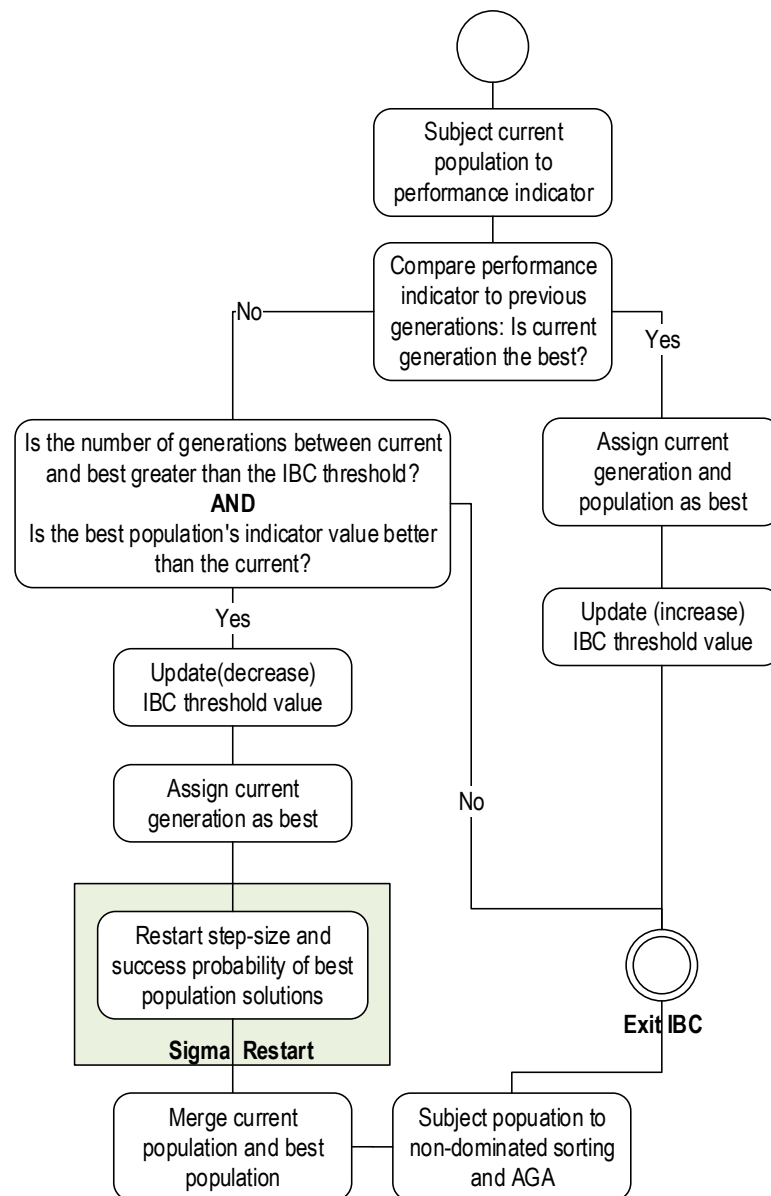 Subject current
population to
performance indicator
Compare performance
indicator to previous
generations: Is current
generation the best?
No
Yes
Is the number of generations between current
and best greater than the IBC threshold?
AND
Is the best population's indicator value better
than the current?
Assign current
generation and
population as best
Yes
Update (increase)
IBC threshold value
Update(decrease)
IBC threshold value
No
Assign current
generation as best
Restart step-size and
success probability of best
population solutions
Sigma Restart
Exit IBC
Merge current
population and best
population
Subject popuation to
non-dominated sorting
and AGA